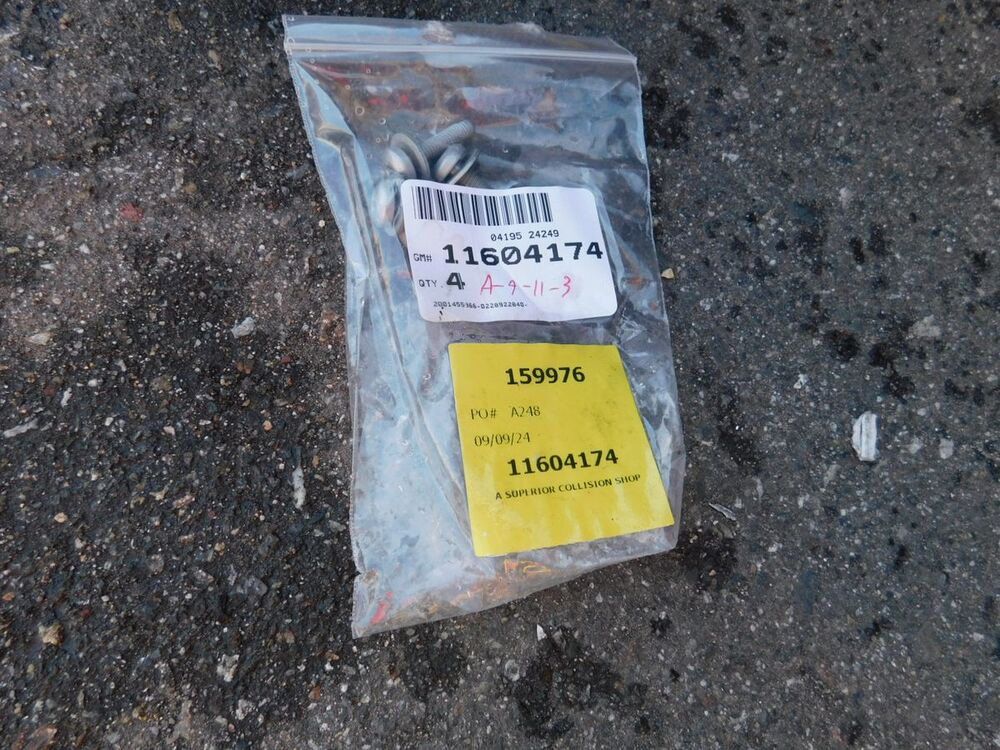 04195 24249
GM# 11604174
QTY. 4 A-9-11-3
159976
PO# A248
09/09/24
11604174
A SUPERIOR COLLISION SHOP